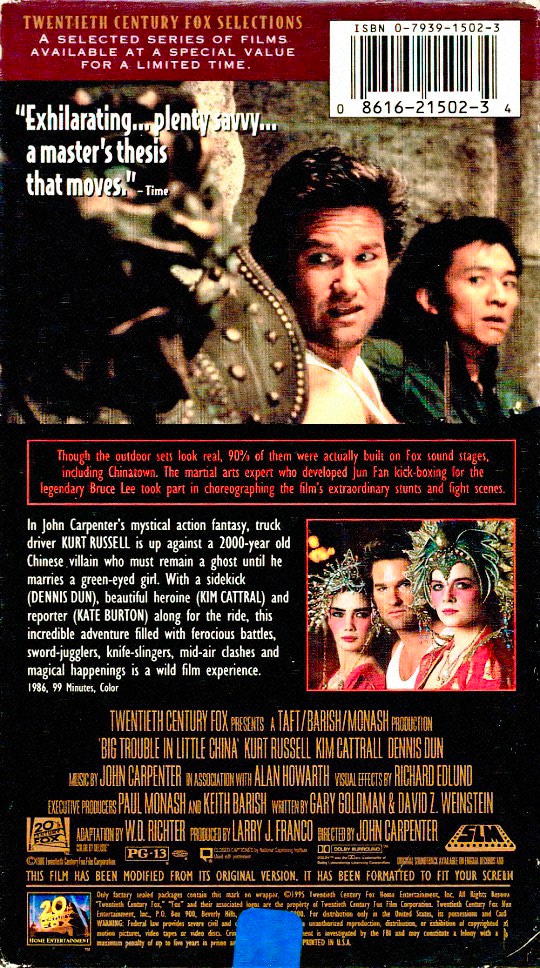 TWENTIETH CENTURY FOX SELECTIONS
A SELECTED SERIES OF FILMS
AVAILABLE AT A SPECIAL VALUE
FOR A LIMITED TIME.
ISBN 0-7939-1502-3
0 8616-21502-3 4
"Exhilarating...plenty savvy...
a master's thesis
that moves." – Time
Though the outdoor sets look real, 90% of them were actually built on Fox sound stages,
including Chinatown. The martial arts expert who developed Jun Fan kick-boxing for the
legendary Bruce Lee took part in choreographing the film's extraordinary stunts and fight scenes.
In John Carpenter's mystical action fantasy, truck
driver KURT RUSSELL is up against a 2000-year old
Chinese villain who must remain a ghost until he
marries a green-eyed girl. With a sidekick
(DENNIS DUN), beautiful heroine (KIM CATTRAL) and
reporter (KATE BURTON) along for the ride, this
incredible adventure filled with ferocious battles,
sword-jugglers, knife-slingers, mid-air clashes and
magical happenings is a wild film experience.
1986, 99 Minutes, Color
TWENTIETH CENTURY FOX PRESENTS A TAFT/BARISH/MONASH PRODUCTION
'BIG TROUBLE IN LITTLE CHINA' KURT RUSSELL KIM CATTRALL DENNIS DUN
MUSIC BY JOHN CARPENTER IN ASSOCIATION WITH ALAN HOWARTH VISUAL EFFECTS BY RICHARD EDLUND
EXECUTIVE PRODUCERS PAUL MONASH AND KEITH BARISH WRITTEN BY GARY GOLDMAN & DAVID Z. WEINSTEIN
20th CENTURY FOX ADAPTATION BY W.D. RICHTER PRODUCED BY LARRY J. FRANCO DIRECTED BY JOHN CARPENTER
COLOR BY DELUXE PG-13 CLOSED CAPTIONED by National Captioning Institute
Used with permission DOLBY SURROUND
Twentieth Century Fox Film Corporation ORIGINAL SOUNDTRACK AVAILABLE ON ENIGMA RECORDS AND
THIS FILM HAS BEEN MODIFIED FROM ITS ORIGINAL VERSION. IT HAS BEEN FORMATTED TO FIT YOUR SCREEN
20th CENTURY FOX
HOME ENTERTAINMENT
Only factory sealed packages contain this mark on wrapper. ©1995 Twentieth Century Fox Home Entertainment, Inc. All Rights
"Twentieth Century Fox," "Fox" and their associated logos are the property of Twentieth Century Fox Film Corporation. Twentieth Century Fox
Entertainment, Inc., P.O. Box 900, Beverly Hills, 900. For distribution only in the United States, its possessions and
WARNING: Federal law provides severe civil and unauthorized reproduction, distribution, or exhibition of copyrighted
motion pictures, video tapes or video discs. is investigated by the FBI and may constitute a felony with a
maximum penalty of up to five years in prison PRINTED IN U.S.A.